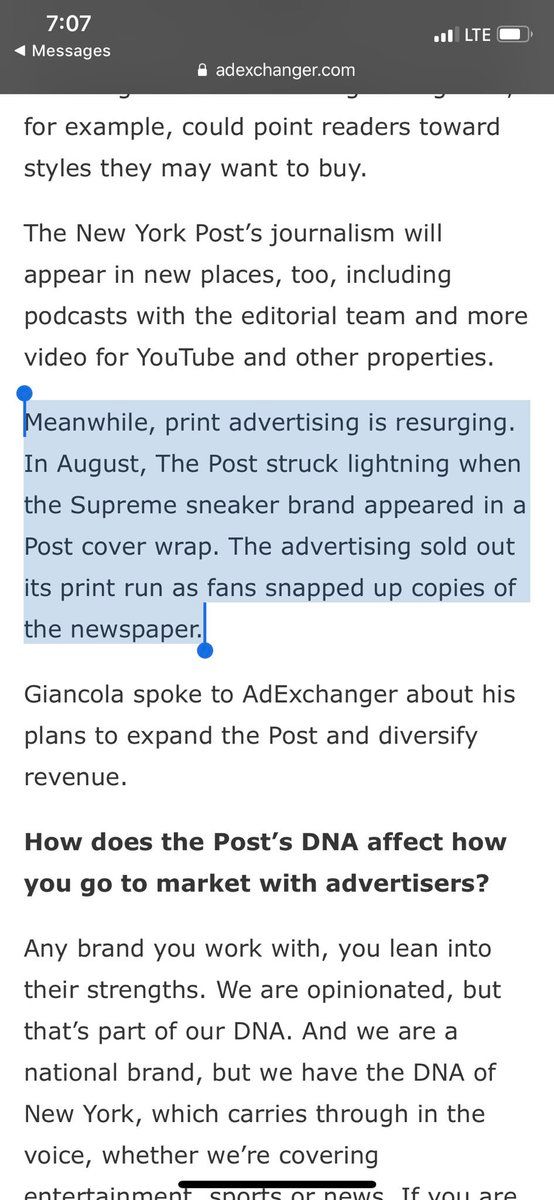 7:07
LTE
◀ Messages
adexchanger.com
for example, could point readers toward
styles they may want to buy.
The New York Post’s journalism will
appear in new places, too, including
podcasts with the editorial team and more
video for YouTube and other properties.
Meanwhile, print advertising is resurging.
In August, The Post struck lightning when
the Supreme sneaker brand appeared in a
Post cover wrap. The advertising sold out
its print run as fans snapped up copies of
the newspaper.
Giancola spoke to AdExchanger about his
plans to expand the Post and diversify
revenue.
How does the Post’s DNA affect how
you go to market with advertisers?
Any brand you work with, you lean into
their strengths. We are opinionated, but
that’s part of our DNA. And we are a
national brand, but we have the DNA of
New York, which carries through in the
voice, whether we’re covering
entertainment, sports or news. If you are